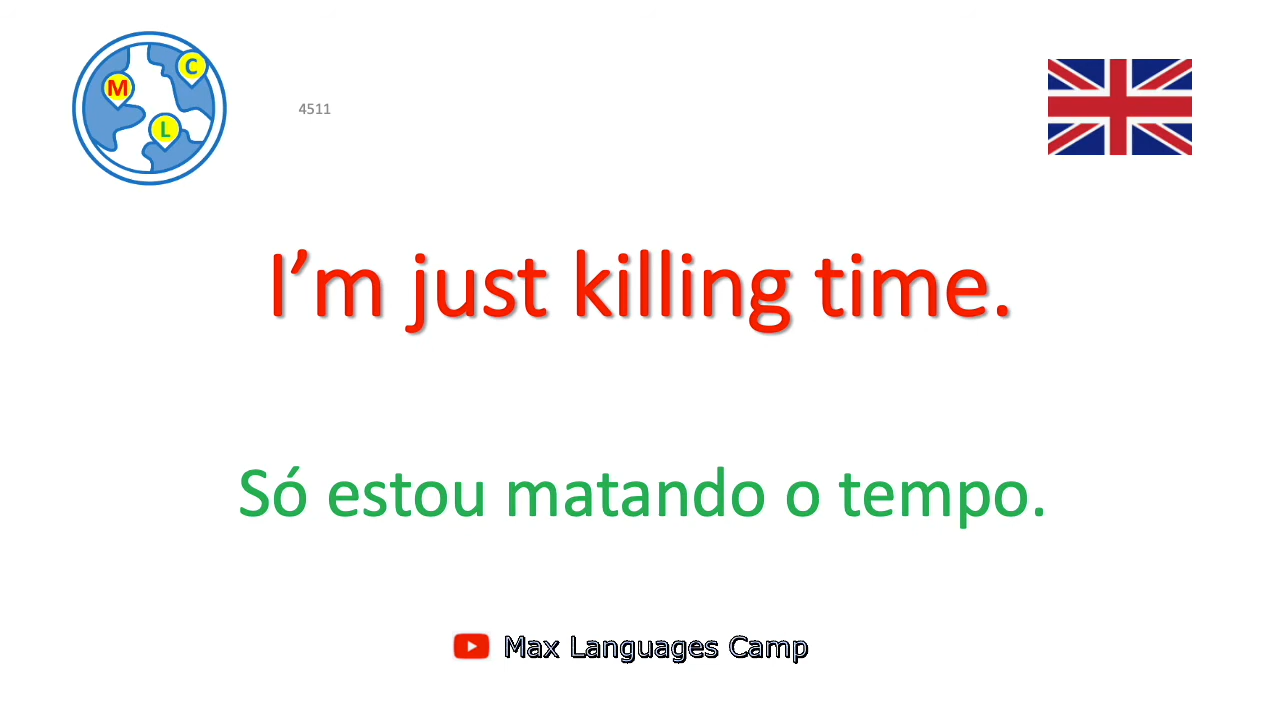 C
M
L
4511
I’m just killing time.
Só estou matando o tempo.
Max Languages Camp